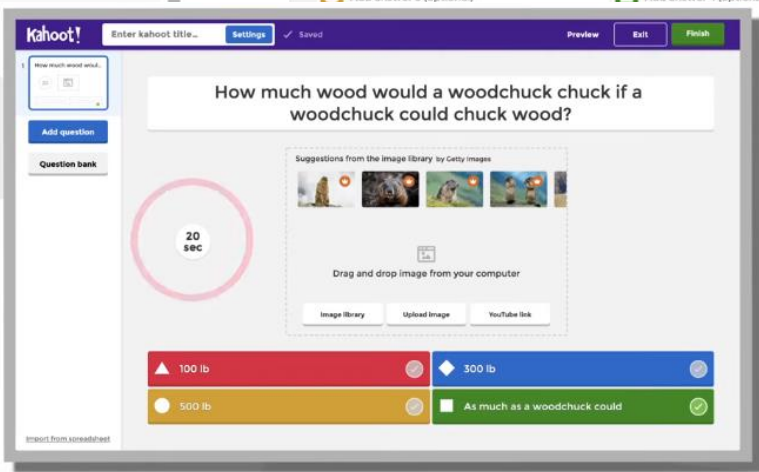 Kahoot!
Enter kahoot title…
Settings
Saved
Preview
Exit
Finish
1
How much wood woul..
20
Add question
Question bank
How much wood would a woodchuck chuck if a
woodchuck could chuck wood?
Suggestions from the image library by Getty Images
20
sec
Drag and drop image from your computer
Image library
Upload image
YouTube link
100 lb
300 lb
500 lb
As much as a woodchuck could
Import from spreadsheet